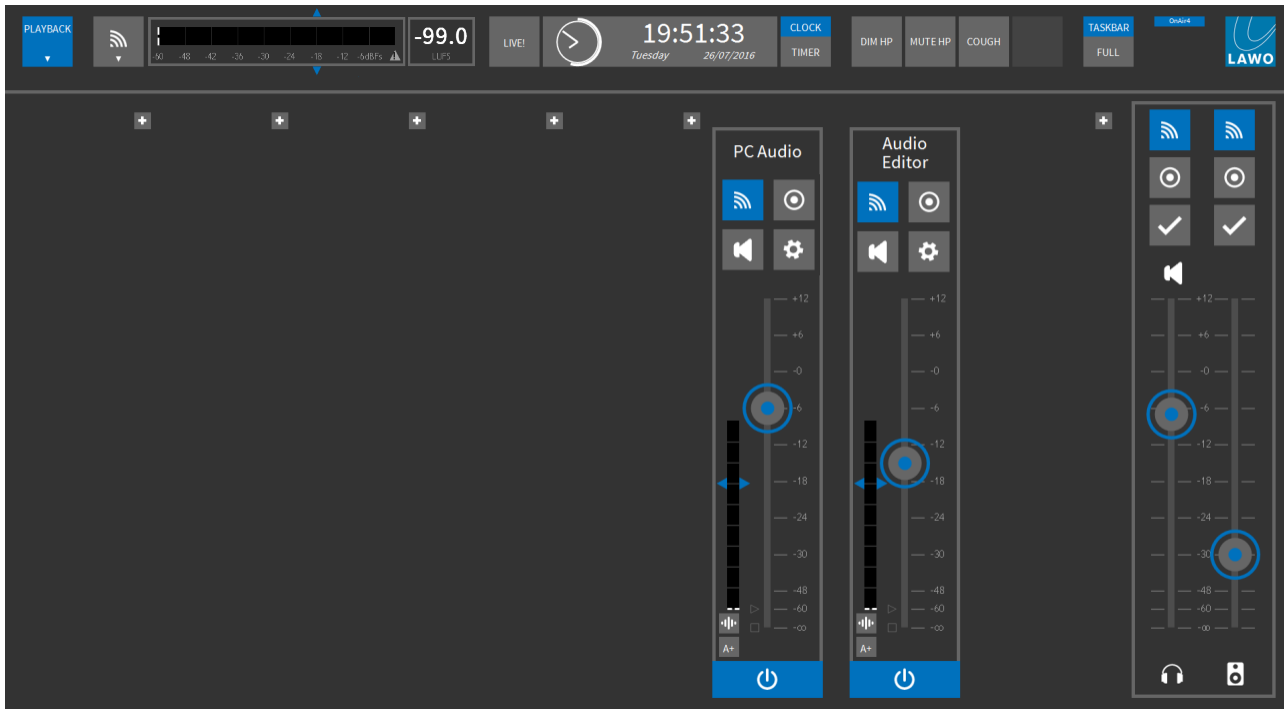 PLAYBACK
-60 -48 -42 -36 -30 -24 -18 -12 -6dBFs
-99.0
LUFS
LIVE!
19:51:33
Tuesday 26/07/2016
CLOCK
TIMER
DIM HP
MUTE HP
COUGH
TASKBAR
FULL
OnAir4
LAWO
PC Audio
+12
+6
-0
-6
-12
-18
-24
-30
-48
-60
-∞
A+
Audio
Editor
+12
+6
-0
-6
-12
-18
-24
-30
-48
-60
-∞
A+
+12
+6
-0
-6
-12
-18
-24
-30
-48
-60
-∞